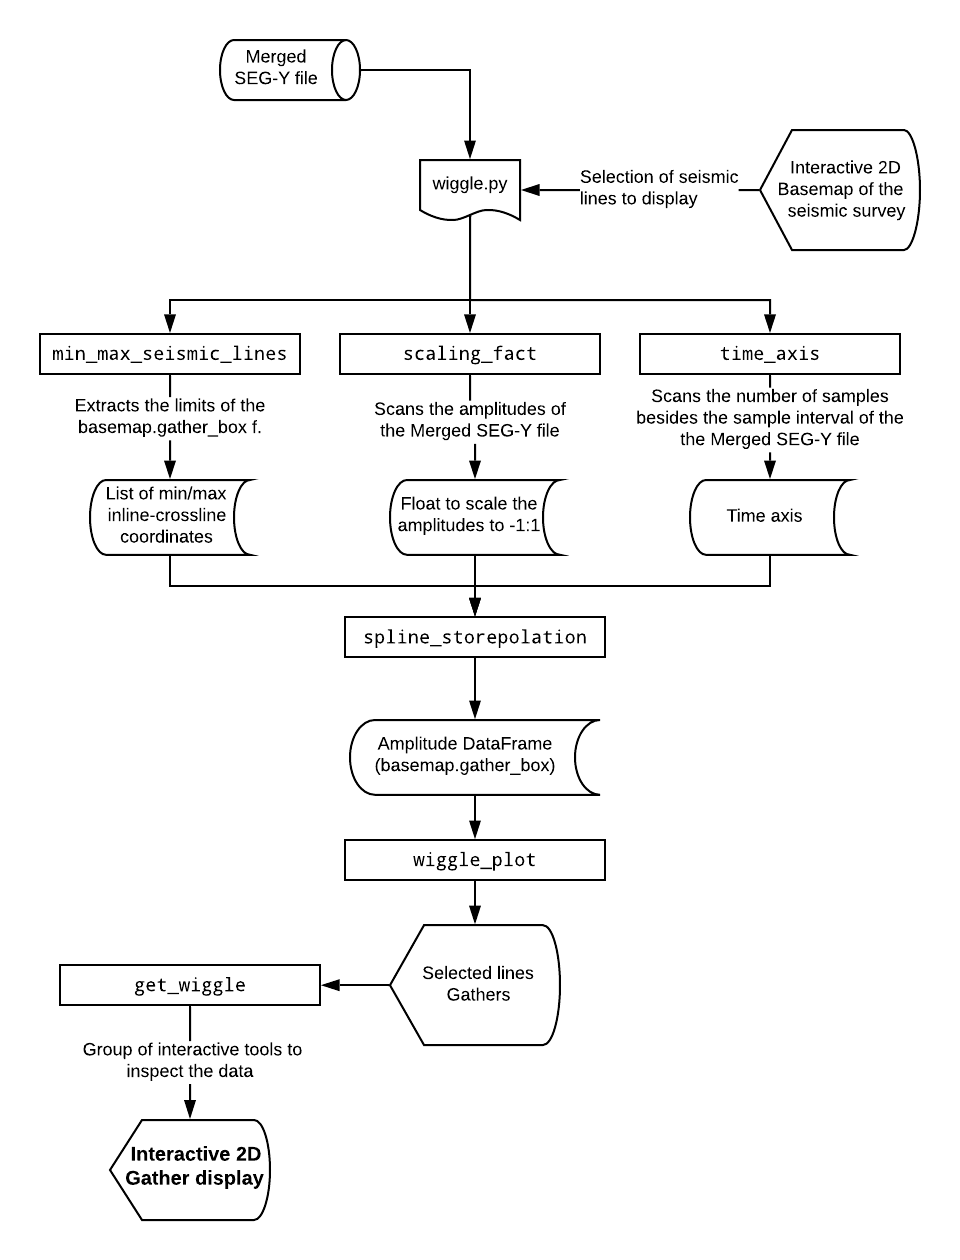 Merged
SEG-Y file
wiggle.py
Selection of seismic
lines to display
Interactive 2D
Basemap of the
seismic survey
min_max_seismic_lines
scaling_fact
time_axis
Extracts the limits of the
basemap.gather_box f.
Scans the amplitudes of
the Merged SEG-Y file
Scans the number of samples
besides the sample interval of the
the Merged SEG-Y file
List of min/max
inline-crossline
coordinates
Float to scale the
amplitudes to -1:1
Time axis
spline_storepolation
Amplitude DataFrame
(basemap.gather_box)
wiggle_plot
Selected lines
Gathers
get_wiggle
Group of interactive tools to
inspect the data
Interactive 2D
Gather display